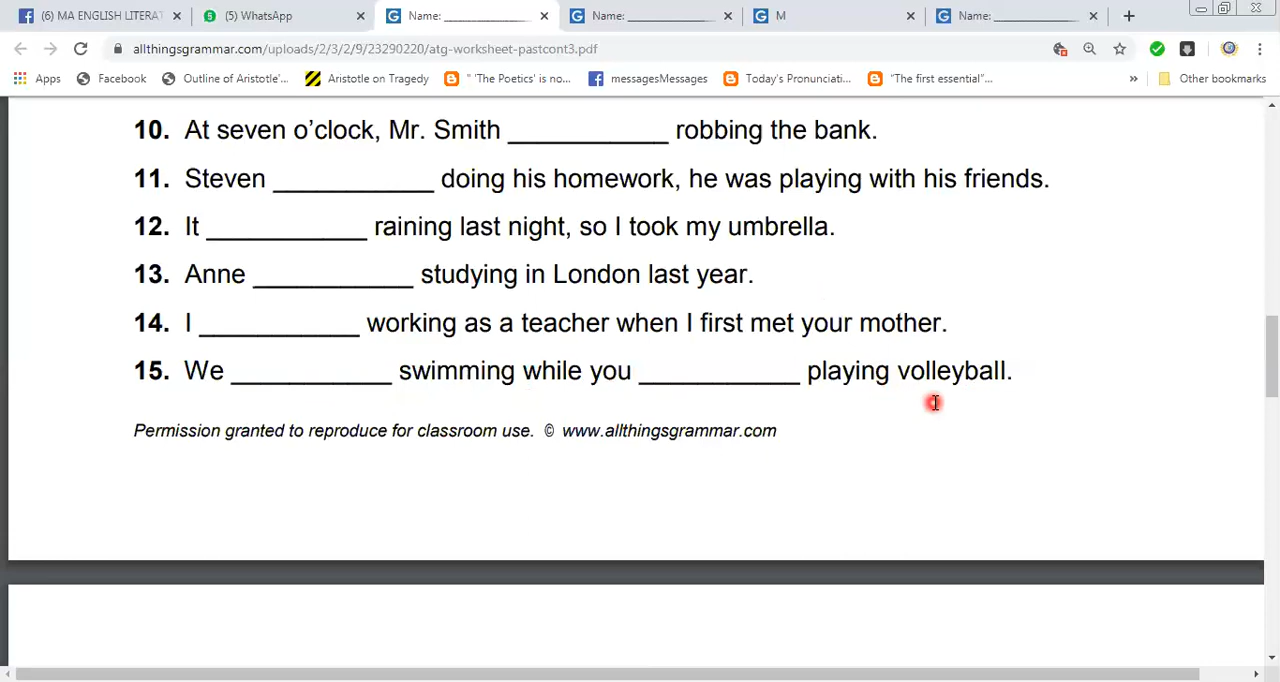 (6) MA ENGLISH LITERAT
(5) WhatsApp
Name: ____________
Name: ____________
M
Name: ____________
allthingsgrammar.com/uploads/2/3/2/9/23290220/atg-worksheet-pastcont3.pdf
Apps Facebook Outline of Aristotle'... Aristotle on Tragedy " 'The Poetics' is no... messagesMessages Today's Pronunciati... "The first essential"... » Other bookmarks
10. At seven o'clock, Mr. Smith ___________ robbing the bank.
11. Steven ___________ doing his homework, he was playing with his friends.
12. It ___________ raining last night, so I took my umbrella.
13. Anne ___________ studying in London last year.
14. I ___________ working as a teacher when I first met your mother.
15. We ___________ swimming while you ___________ playing volleyball.
Permission granted to reproduce for classroom use. © www.allthingsgrammar.com